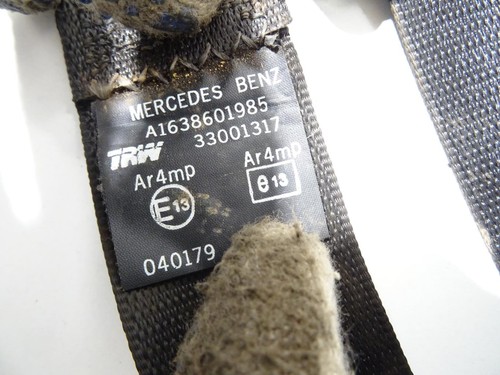 MERCEDES BENZ
A1638601985
33001317
TRW
Ar4mp Ar4mp
E13 e13
040179